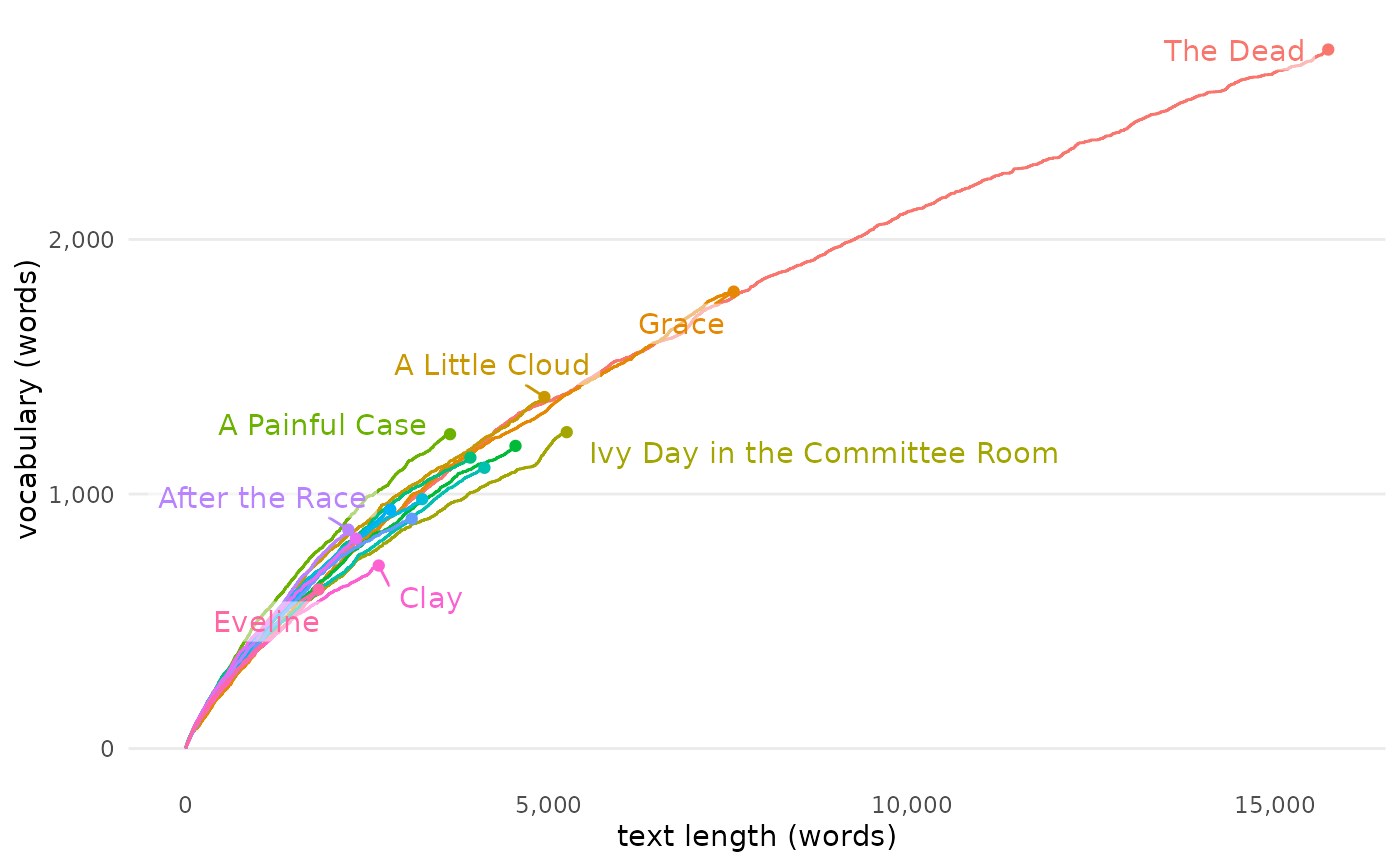 The Dead
2,000
Grace
A Little Cloud
A Painful Case
Ivy Day in the Committee Room
1,000
After the Race
Clay
Eveline
0
vocabulary (words)
0
5,000
10,000
15,000
text length (words)